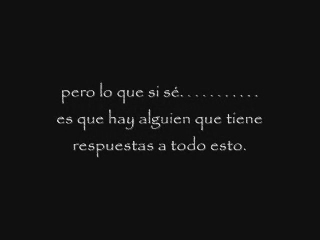 pero lo que si sé. . . . . . . . . . .
es que hay alguien que tiene
respuestas a todo esto.